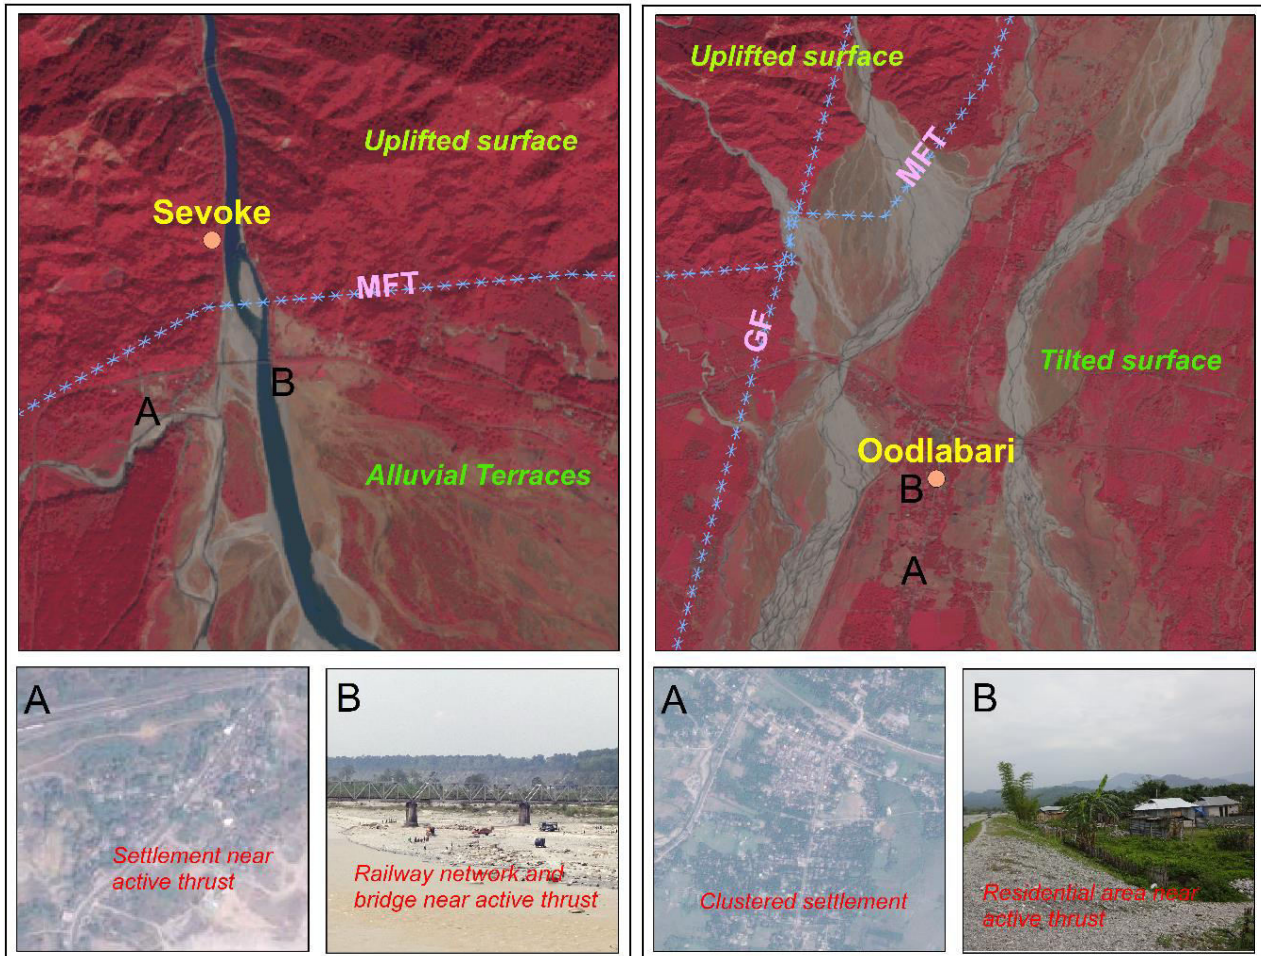 Uplifted surface
Sevoke
MFT
A
B
Alluvial Terraces
A
Settlement near
active thrust
B
Railway network and
bridge near active thrust
Uplifted surface
MFT
GF
Tilted surface
Oodlabari
B
A
A
Clustered settlement
B
Residential area near
active thrust